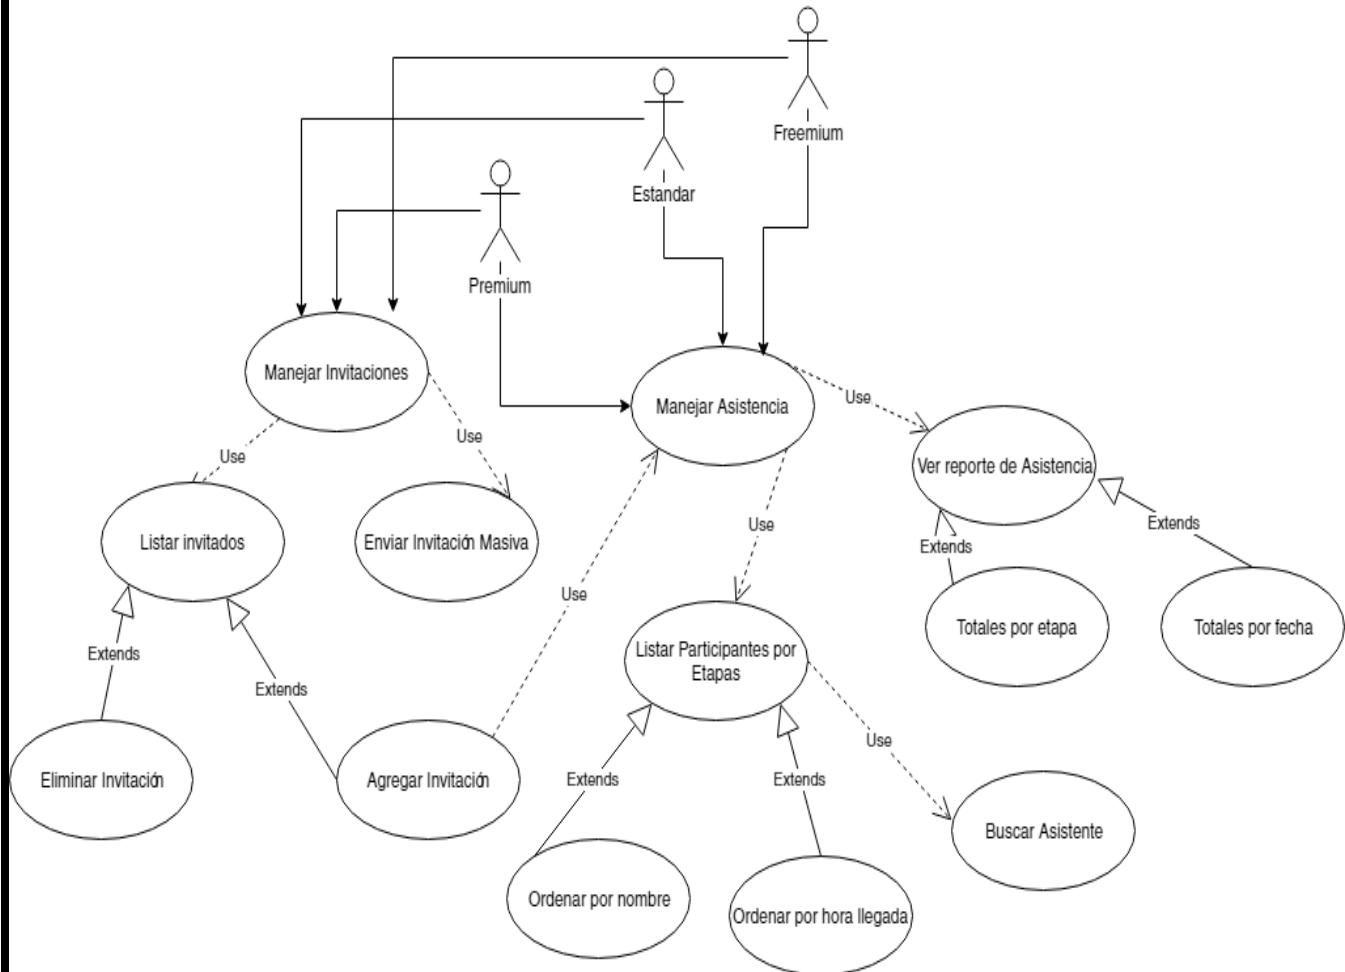 Freemium
Estandar
Premium
Manejar Invitaciones
Manejar Asistencia
Use
Use
Use
Ver reporte de Asistencia
Listar invitados
Enviar Invitación Masiva
Use
Extends
Extends
Use
Totales por etapa
Totales por fecha
Extends
Listar Participantes por
Etapas
Extends
Use
Eliminar Invitación
Agregar Invitación
Extends
Extends
Buscar Asistente
Ordenar por nombre
Ordenar por hora llegada